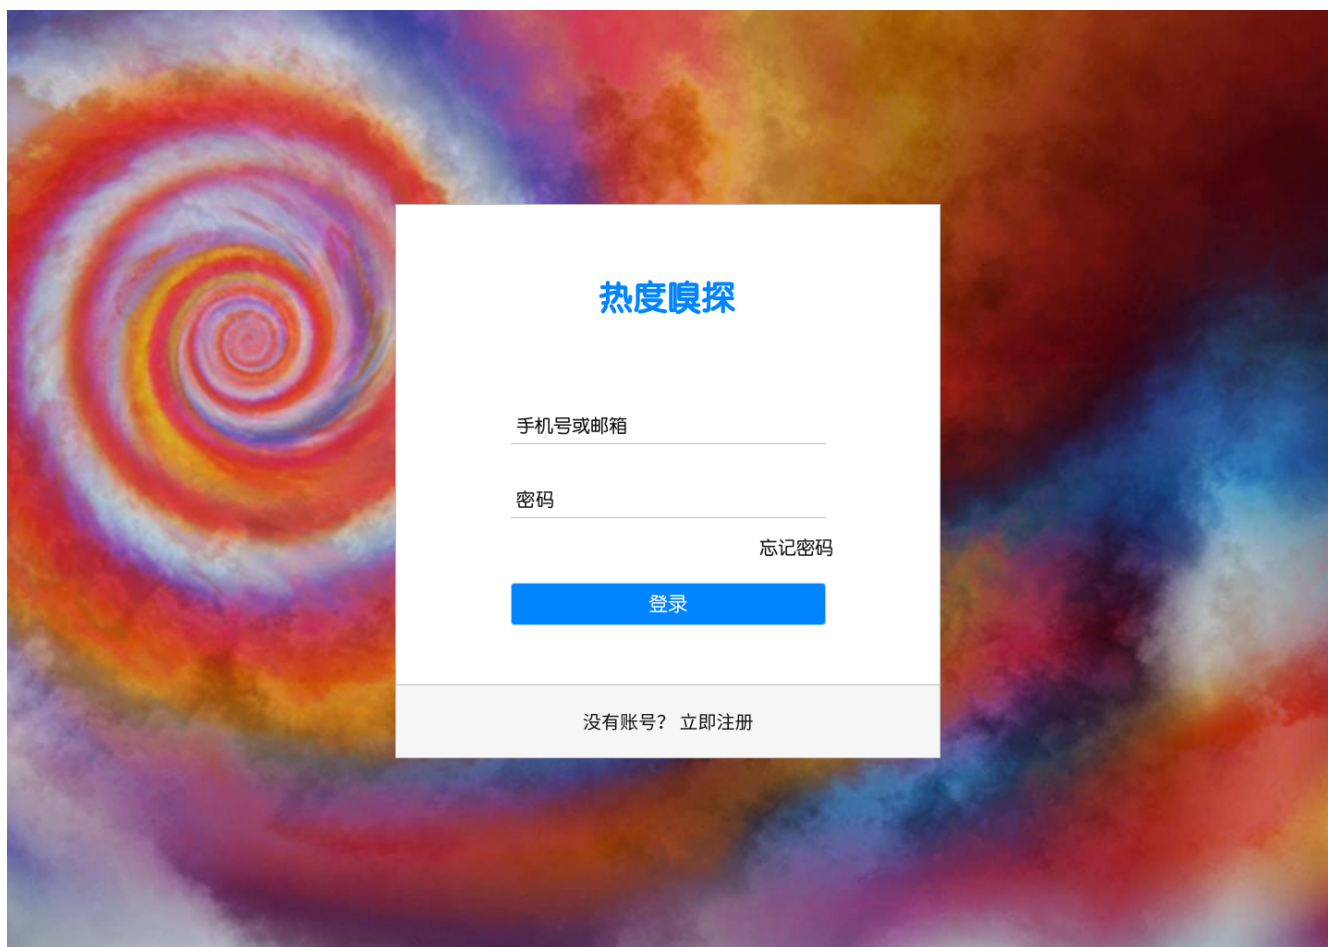 热度嗅探
手机号或邮箱
密码
忘记密码
登录
没有账号？ 立即注册